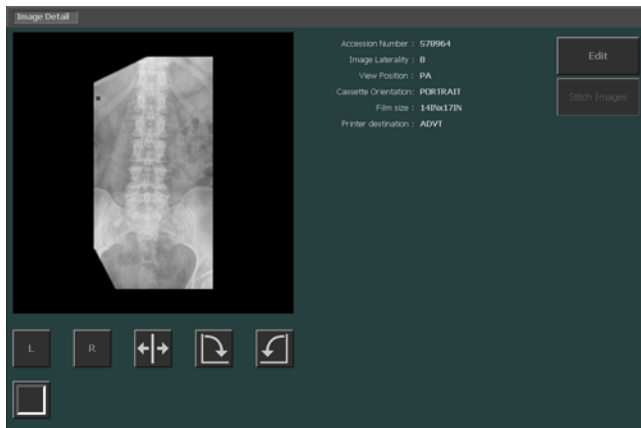 Image Detail
Accession Number : 578964
Image Laterality : B
View Position : PA
Cassette Orientation: PORTRAIT
Film size : 14INx17IN
Printer destination : ADVT
Edit
Stitch Images
L
R